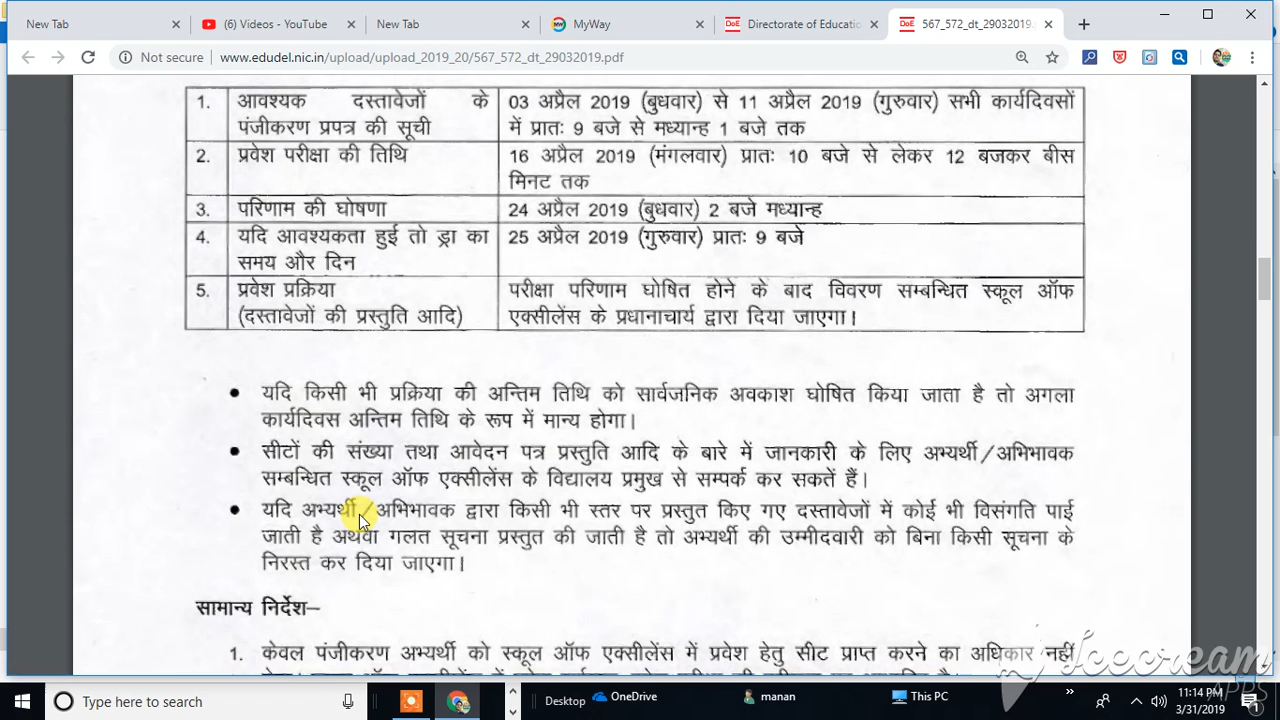 New Tab
(6) Videos - YouTube
New Tab
MyWay
Directorate of Educati
567_572_dt_29032019.
Not secure
www.edudel.nic.in/upload/upload_2019_20/567_572_dt_29032019.pdf
1. आवश्यक दस्तावेजों के 03 अप्रैल 2019 (बुधवार) से 11 अप्रैल 2019 (गुरुवार) सभी कार्यदिवसों
पंजीकरण प्रपत्र की सूची में प्रातः 9 बजे से मध्यान्ह 1 बजे तक
2. प्रवेश परीक्षा की तिथि 16 अप्रैल 2019 (मंगलवार) प्रातः 10 बजे से लेकर 12 बजकर बीस
मिनट तक
3. परिणाम की घोषणा 24 अप्रैल 2019 (बुधवार) 2 बजे मध्यान्ह
4. यदि आवश्यकता हुई तो ड्रा का 25 अप्रैल 2019 (गुरुवार) प्रातः 9 बजे
समय और दिन
5. प्रवेश प्रक्रिया परीक्षा परिणाम घोषित होने के बाद विवरण सम्बन्धित स्कूल ऑफ
(दस्तावेजों की प्रस्तुति आदि) एक्सीलेंस के प्रधानाचार्य द्वारा दिया जाएगा।
• यदि किसी भी प्रक्रिया की अन्तिम तिथि को सार्वजनिक अवकाश घोषित किया जाता है तो अगला
कार्यदिवस अन्तिम तिथि के रूप में मान्य होगा।
• सीटों की संख्या तथा आवेदन पत्र प्रस्तुति आदि के बारे में जानकारी के लिए अभ्यर्थी/अभिभावक
सम्बन्धित स्कूल ऑफ एक्सीलेंस के विद्यालय प्रमुख से सम्पर्क कर सकतें हैं।
• यदि अभ्यर्थी/अभिभावक द्वारा किसी भी स्तर पर प्रस्तुत किए गए दस्तावेजों में कोई भी विसंगति पाई
जाती है अथवा गलत सूचना प्रस्तुत की जाती है तो अभ्यर्थी की उम्मीदवारी को बिना किसी सूचना के
निरस्त कर दिया जाएगा।
सामान्य निर्देश–
1. केवल पंजीकरण अभ्यर्थी को स्कूल ऑफ एक्सीलेंस में प्रवेश हेतु सीट प्राप्त करने का अधिकार नहीं
Icecream
APPS
Type here to search
Desktop
OneDrive
manan
This PC
11:14 PM
3/31/2019